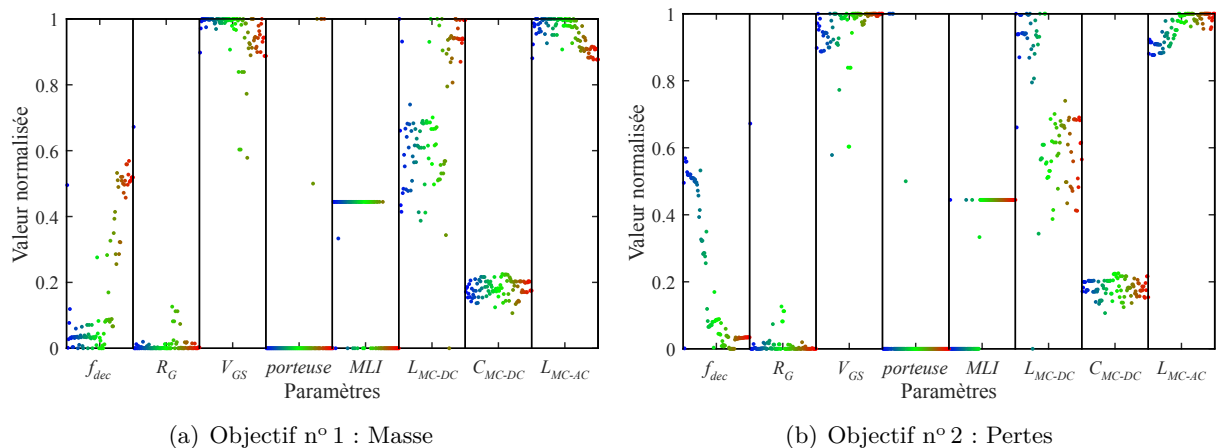 Valeur normalisée
1
0.8
0.6
0.4
0.2
0
f_dec R_G V_GS porteuse MLI L_MC-DC C_MC-DC L_MC-AC
Paramètres
(a) Objectif nº 1 : Masse
Valeur normalisée
1
0.8
0.6
0.4
0.2
0
f_dec R_G V_GS porteuse MLI L_MC-DC C_MC-DC L_MC-AC
Paramètres
(b) Objectif nº 2 : Pertes